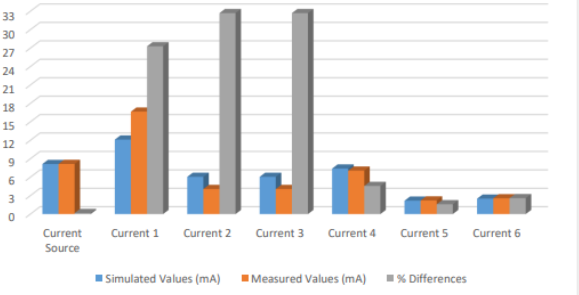 33
30
27
24
21
18
15
12
9
6
3
0
Current Source
Current 1
Current 2
Current 3
Current 4
Current 5
Current 6
Simulated Values (mA)
Measured Values (mA)
% Differences